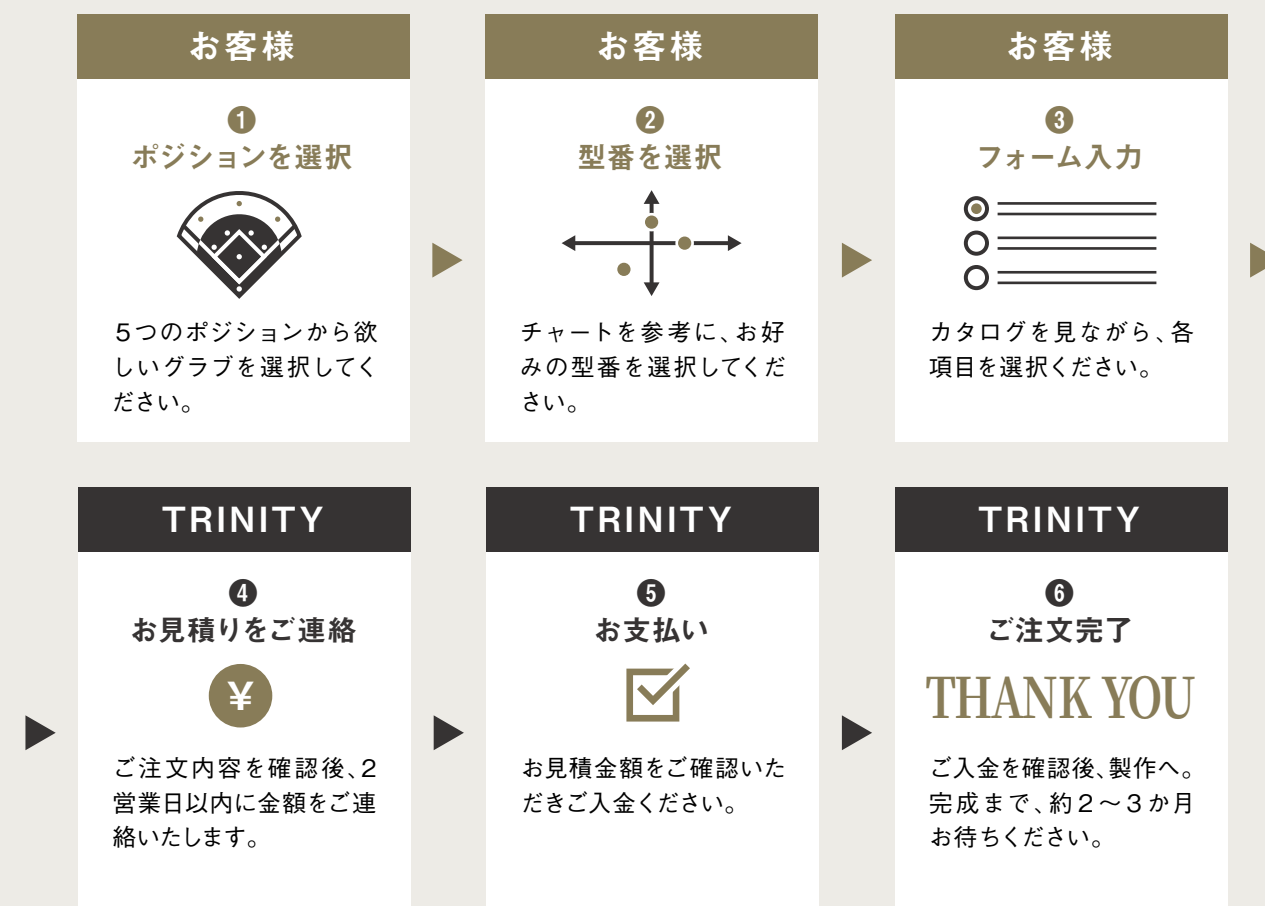 お客様
❶
ポジションを選択
5つのポジションから欲
しいグラブを選択してく
ださい。
お客様
❷
型番を選択
チャートを参考に、お好
みの型番を選択してくだ
さい。
お客様
❸
フォーム入力
カタログを見ながら、各
項目を選択ください。
TRINITY
❹
お見積りをご連絡
¥
ご注文内容を確認後、2
営業日以内に金額をご連
絡いたします。
TRINITY
❺
お支払い
お見積金額をご確認いた
だきご入金ください。
TRINITY
❻
ご注文完了
THANK YOU
ご入金を確認後、製作へ。
完成まで、約2〜3か月
お待ちください。